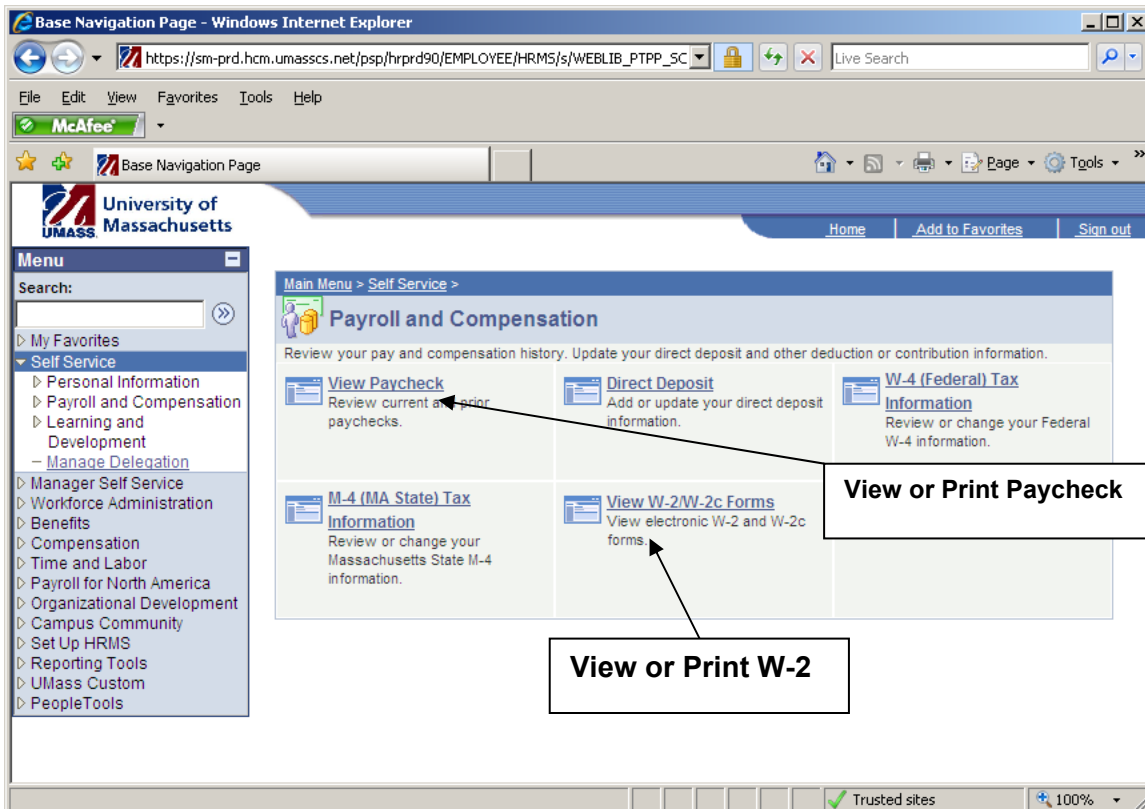 Base Navigation Page - Windows Internet Explorer
https://sm-prd.hcm.umasscs.net/psp/hrprd90/EMPLOYEE/HRMS/s/WEBLIB_PTPP_SC
Live Search
File Edit View Favorites Tools Help
McAfee
Base Navigation Page
Page Tools
University of
Massachusetts
UMASS
Home Add to Favorites Sign out
Menu
Search:
My Favorites
Self Service
Personal Information
Payroll and Compensation
Learning and
Development
Manage Delegation
Manager Self Service
Workforce Administration
Benefits
Compensation
Time and Labor
Payroll for North America
Organizational Development
Campus Community
Set Up HRMS
Reporting Tools
UMass Custom
PeopleTools
Main Menu > Self Service >
Payroll and Compensation
Review your pay and compensation history. Update your direct deposit and other deduction or contribution information.
View Paycheck
Review current and prior
paychecks.
Direct Deposit
Add or update your direct deposit
information.
W-4 (Federal) Tax
Information
Review or change your Federal
W-4 information.
View or Print Paycheck
M-4 (MA State) Tax
Information
Review or change your
Massachusetts State M-4
information.
View W-2/W-2c Forms
View electronic W-2 and W-2c
forms.
View or Print W-2
Trusted sites
100%